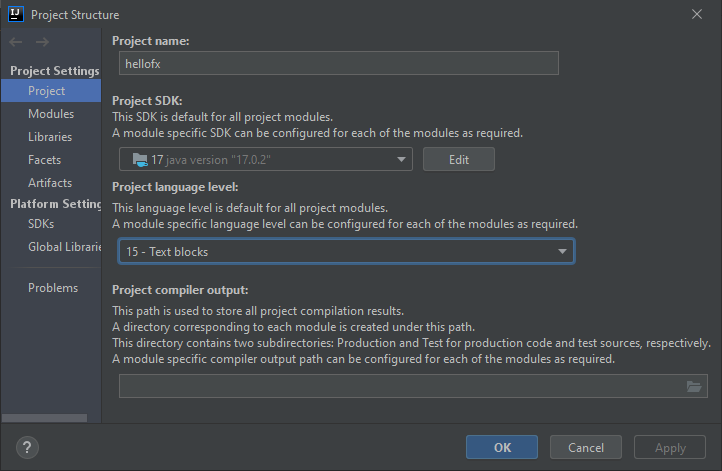 Project Structure
Project Settings
Project
Modules
Libraries
Facets
Artifacts
Platform Setting
SDKs
Global Librarie
Problems
Project name:
hellofx
Project SDK:
This SDK is default for all project modules.
A module specific SDK can be configured for each of the modules as required.
17 java version "17.0.2"
Edit
Project language level:
This language level is default for all project modules.
A module specific language level can be configured for each of the modules as required.
15 - Text blocks
Project compiler output:
This path is used to store all project compilation results.
A directory corresponding to each module is created under this path.
This directory contains two subdirectories: Production and Test for production code and test sources, respectively.
A module specific compiler output path can be configured for each of the modules as required.
?
OK
Cancel
Apply